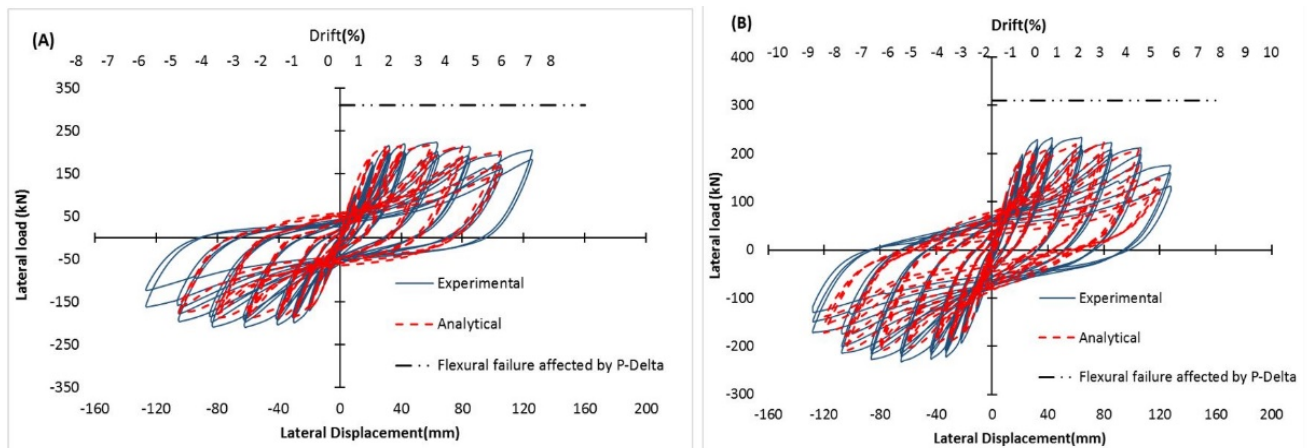 (A)
Drift(%)
-8 -7 -6 -5 -4 -3 -2 -1 0 1 2 3 4 5 6 7 8
350
250
150
50
-50
-150
-250
-350
Lateral load (kN)
Experimental
Analytical
Flexural failure affected by P-Delta
-160 -120 -80 -40 0 40 80 120 160 200
Lateral Displacement(mm)
(B)
Drift(%)
-10 -9 -8 -7 -6 -5 -4 -3 -2 -1 0 1 2 3 4 5 6 7 8 9 10
400
300
200
100
0
-100
-200
-300
Lateral load (kN)
Experimental
Analytical
Flexural failure affected by P-Delta
-160 -120 -80 -40 0 40 80 120 160 200
Lateral Displacement(mm)